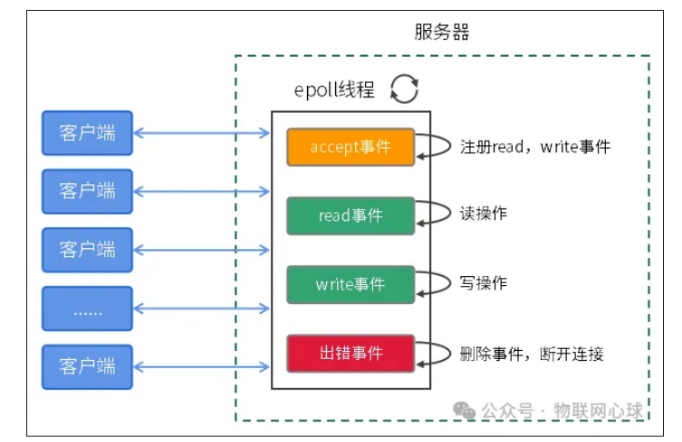 服务器
epoll线程
客户端
客户端
客户端
......
客户端
accept事件
注册read，write事件
read事件
读操作
write事件
写操作
出错事件
删除事件，断开连接
公众号·物联网心球